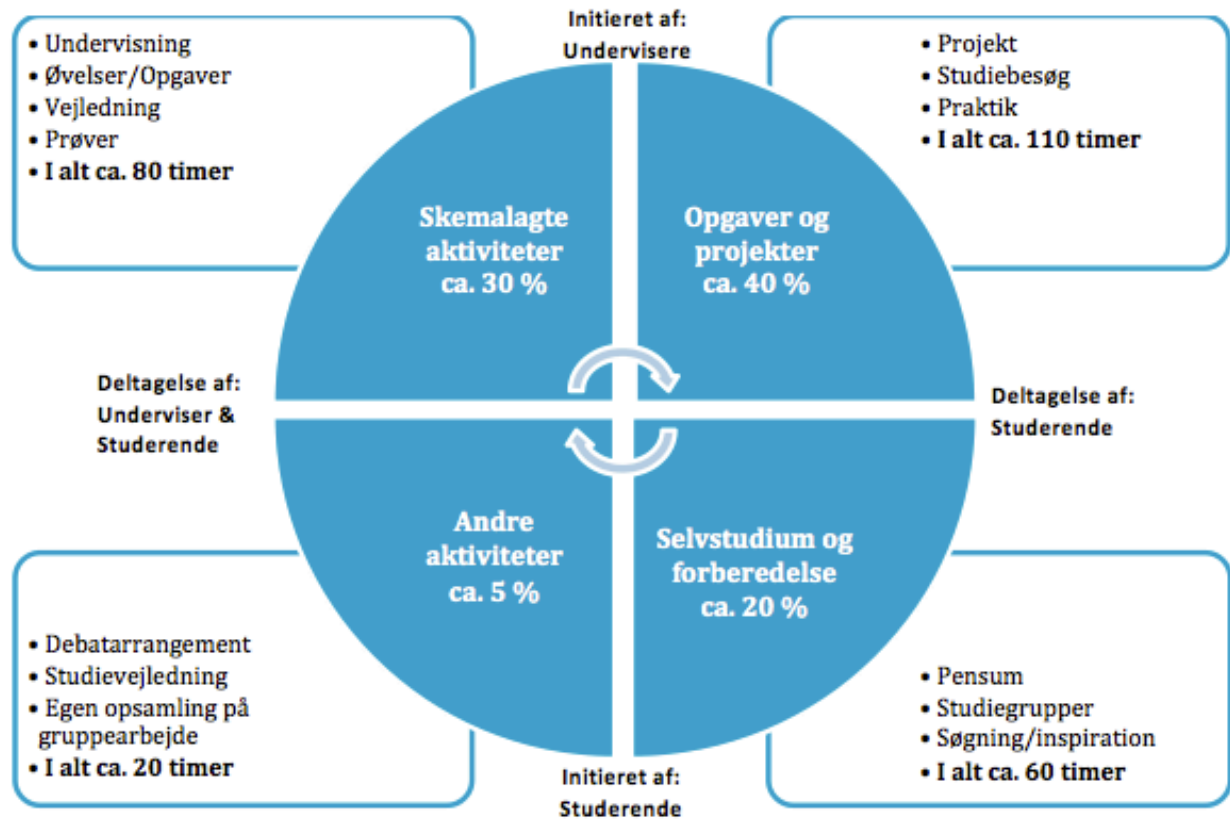 Initieret af:
Undervisere
• Undervisning
• Øvelser/Opgaver
• Vejledning
• Prøver
• I alt ca. 80 timer
• Projekt
• Studiebesøg
• Praktik
• I alt ca. 110 timer
Skemalagte
aktiviteter
ca. 30 %
Opgaver og
projekter
ca. 40 %
Deltagelse af:
Underviser &
Studerende
Deltagelse af:
Studerende
Andre
aktiviteter
ca. 5 %
Selvstudium og
forberedelse
ca. 20 %
• Debatarrangement
• Studievejledning
• Egen opsamling på
gruppearbejde
• I alt ca. 20 timer
• Pensum
• Studiegrupper
• Søgning/inspiration
• I alt ca. 60 timer
Initieret af:
Studerende